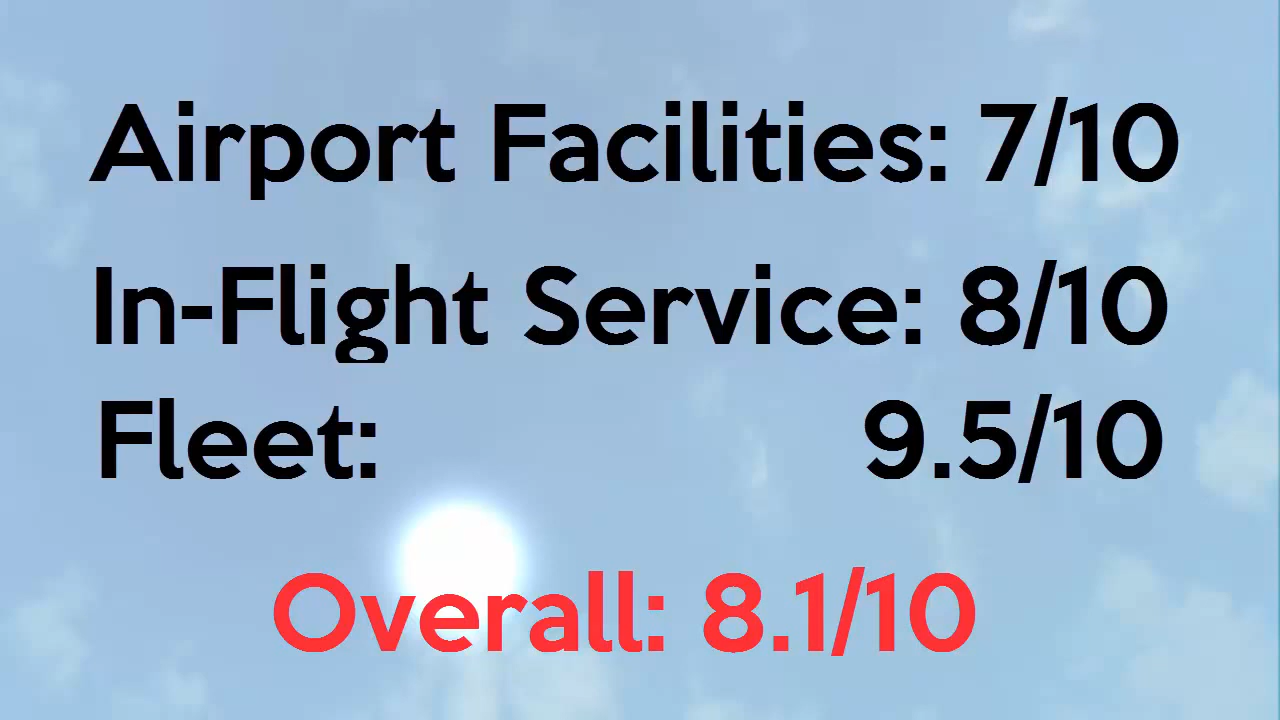 Airport Facilities: 7/10
In-Flight Service: 8/10
Fleet: 9.5/10
Overall: 8.1/10